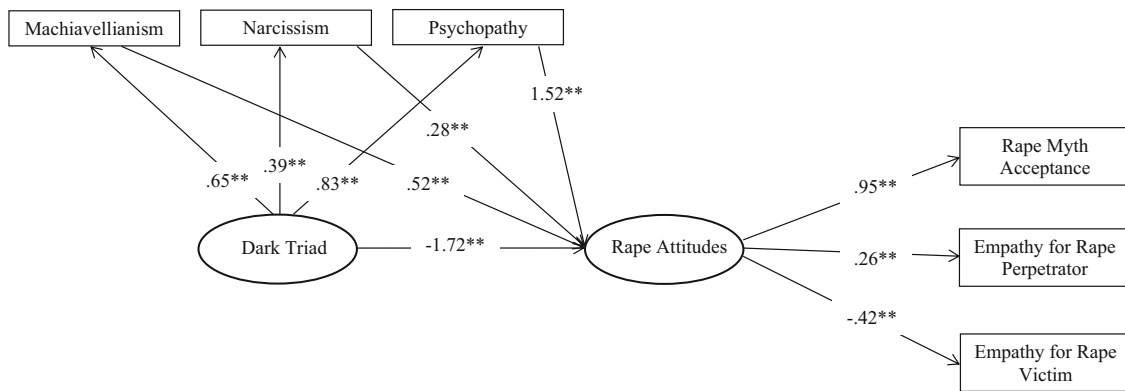 Machiavellianism
Narcissism
Psychopathy
1.52**
.28**
.65**
.39**
.83**
.52**
Dark Triad
-1.72**
Rape Attitudes
.95**
.26**
-.42**
Rape Myth
Acceptance
Empathy for Rape
Perpetrator
Empathy for Rape
Victim